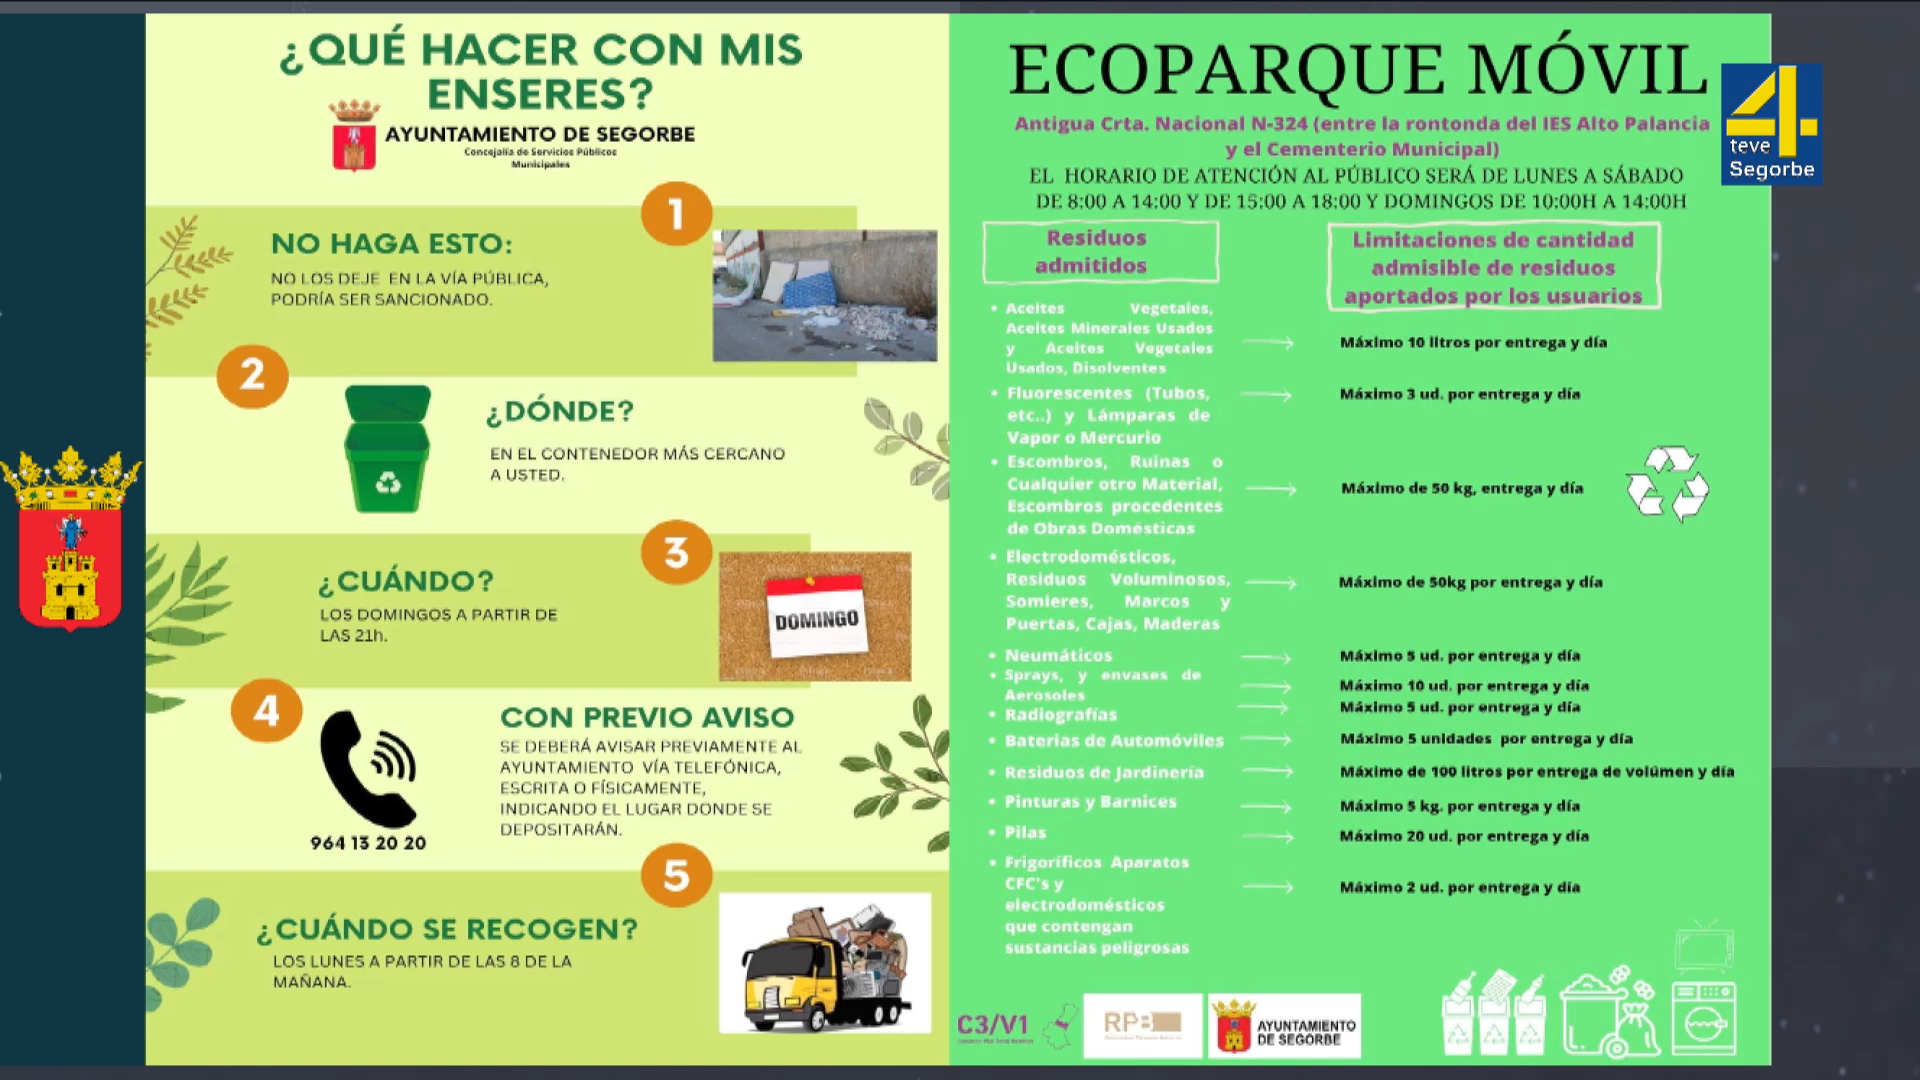 ¿QUÉ HACER CON MIS
ENSERES?
AYUNTAMIENTO DE SEGORBE
Concejalía de Servicios Públicos
Municipales
1
NO HAGA ESTO:
NO LOS DEJE EN LA VÍA PÚBLICA,
PODRÍA SER SANCIONADO.
2
¿DÓNDE?
EN EL CONTENEDOR MÁS CERCANO
A USTED.
3
¿CUÁNDO?
LOS DOMINGOS A PARTIR DE
LAS 21h.
DOMINGO
4
CON PREVIO AVISO
SE DEBERÁ AVISAR PREVIAMENTE AL
AYUNTAMIENTO VÍA TELEFÓNICA,
ESCRITA O FÍSICAMENTE,
INDICANDO EL LUGAR DONDE SE
DEPOSITARÁN.
964 13 20 20
5
¿CUÁNDO SE RECOGEN?
LOS LUNES A PARTIR DE LAS 8 DE LA
MAÑANA.
ECOPARQUE MÓVIL
Antigua Crta. Nacional N-324 (entre la rontonda del IES Alto Palancia
y el Cementerio Municipal)
EL HORARIO DE ATENCIÓN AL PÚBLICO SERÁ DE LUNES A SÁBADO
DE 8:00 A 14:00 Y DE 15:00 A 18:00 Y DOMINGOS DE 10:00H A 14:00H
4
teve
Segorbe
Residuos
admitidos
Limitaciones de cantidad
admisible de residuos
aportados por los usuarios
• Aceites Vegetales,
Aceites Minerales Usados
y Aceites Vegetales
Usados, Disolventes
Máximo 10 litros por entrega y día
• Fluorescentes (Tubos,
etc..) y Lámparas de
Vapor o Mercurio
Máximo 3 ud. por entrega y día
• Escombros, Ruinas o
Cualquier otro Material,
Escombros procedentes
de Obras Domésticas
Máximo de 50 kg, entrega y día
• Electrodomésticos,
Residuos Voluminosos,
Somieres, Marcos y
Puertas, Cajas, Maderas
Máximo de 50kg por entrega y día
• Neumáticos
Máximo 5 ud. por entrega y día
• Sprays, y envases de
Aerosoles
Máximo 10 ud. por entrega y día
• Radiografías
Máximo 5 ud. por entrega y día
• Baterias de Automóviles
Máximo 5 unidades por entrega y día
• Residuos de Jardinería
Máximo de 100 litros por entrega de volúmen y día
• Pinturas y Barnices
Máximo 5 kg. por entrega y día
• Pilas
Máximo 20 ud. por entrega y día
• Frigoríficos Aparatos
CFC's y
electrodomésticos
que contengan
sustancias peligrosas
Máximo 2 ud. por entrega y día
C3/V1
RPB
AYUNTAMIENTO
DE SEGORBE